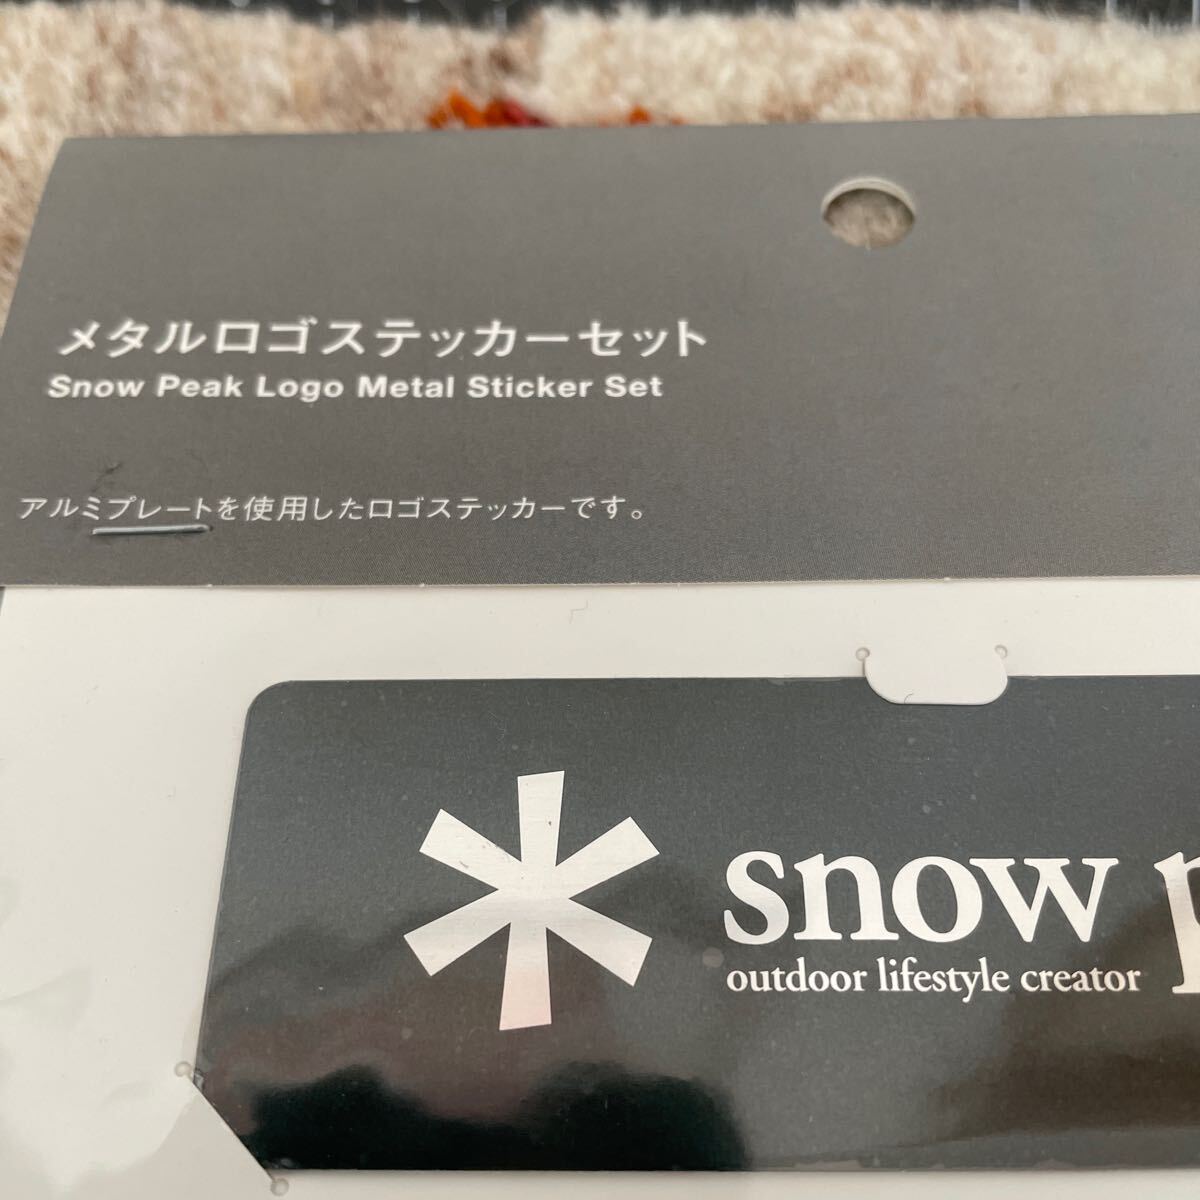 メタルロゴステッカーセット
Snow Peak Logo Metal Sticker Set
アルミプレートを使用したロゴステッカーです。
snow p
outdoor lifestyle creator